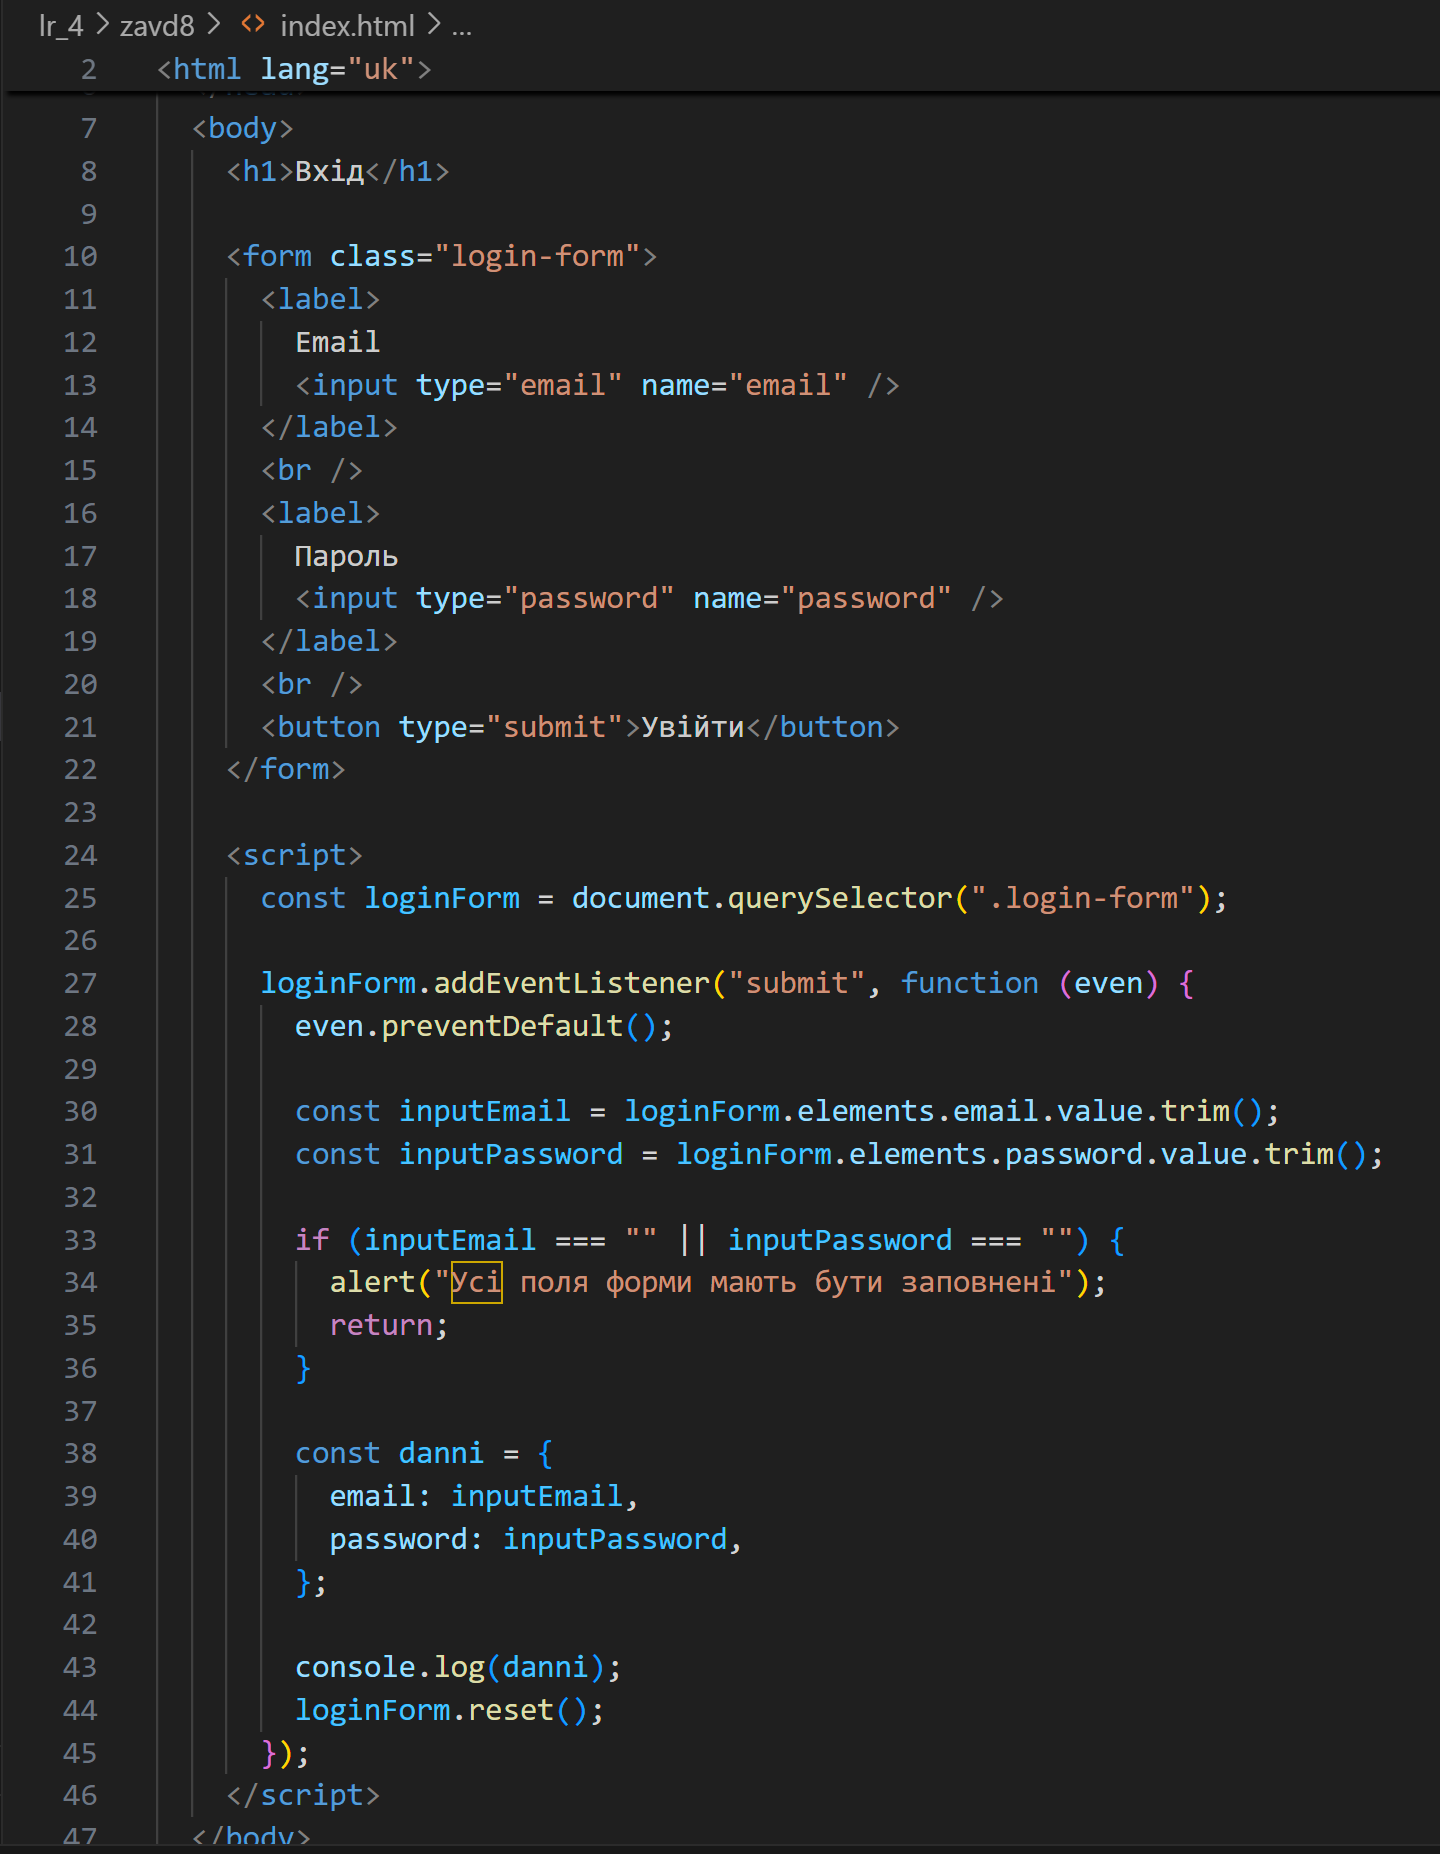 lr_4 > zavd8 > <> index.html > ...
2 <html lang="uk">
7 <body>
8 <h1>Вхід</h1>
9
10 <form class="login-form">
11 <label>
12 Email
13 <input type="email" name="email" />
14 </label>
15 <br />
16 <label>
17 Пароль
18 <input type="password" name="password" />
19 </label>
20 <br />
21 <button type="submit">Увійти</button>
22 </form>
23
24 <script>
25 const loginForm = document.querySelector(".login-form");
26
27 loginForm.addEventListener("submit", function (even) {
28 even.preventDefault();
29
30 const inputEmail = loginForm.elements.email.value.trim();
31 const inputPassword = loginForm.elements.password.value.trim();
32
33 if (inputEmail === "" || inputPassword === "") {
34 alert("Усі поля форми мають бути заповнені");
35 return;
36 }
37
38 const danni = {
39 email: inputEmail,
40 password: inputPassword,
41 };
42
43 console.log(danni);
44 loginForm.reset();
45 });
46 </script>
47 </body>